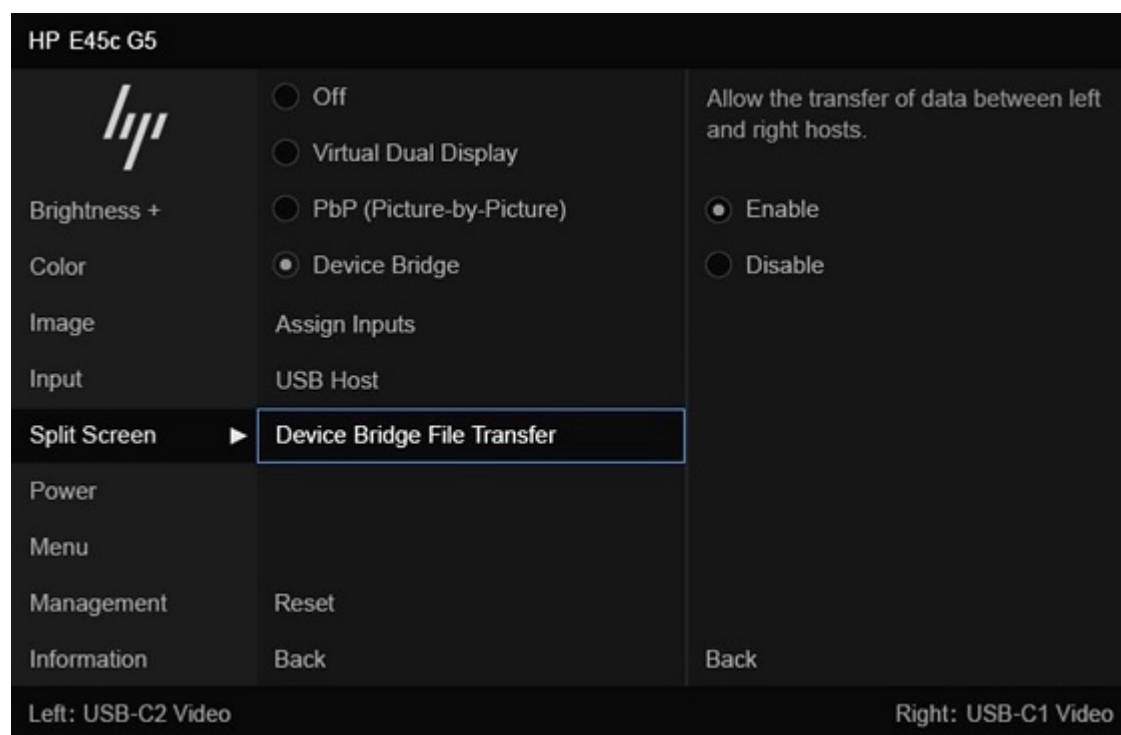 HP E45c G5
hp
Brightness +
Color
Image
Input
Split Screen
Power
Menu
Management
Information
Off
Virtual Dual Display
PbP (Picture-by-Picture)
Device Bridge
Assign Inputs
USB Host
Device Bridge File Transfer
Reset
Back
Allow the transfer of data between left
and right hosts.
Enable
Disable
Back
Left: USB-C2 Video
Right: USB-C1 Video